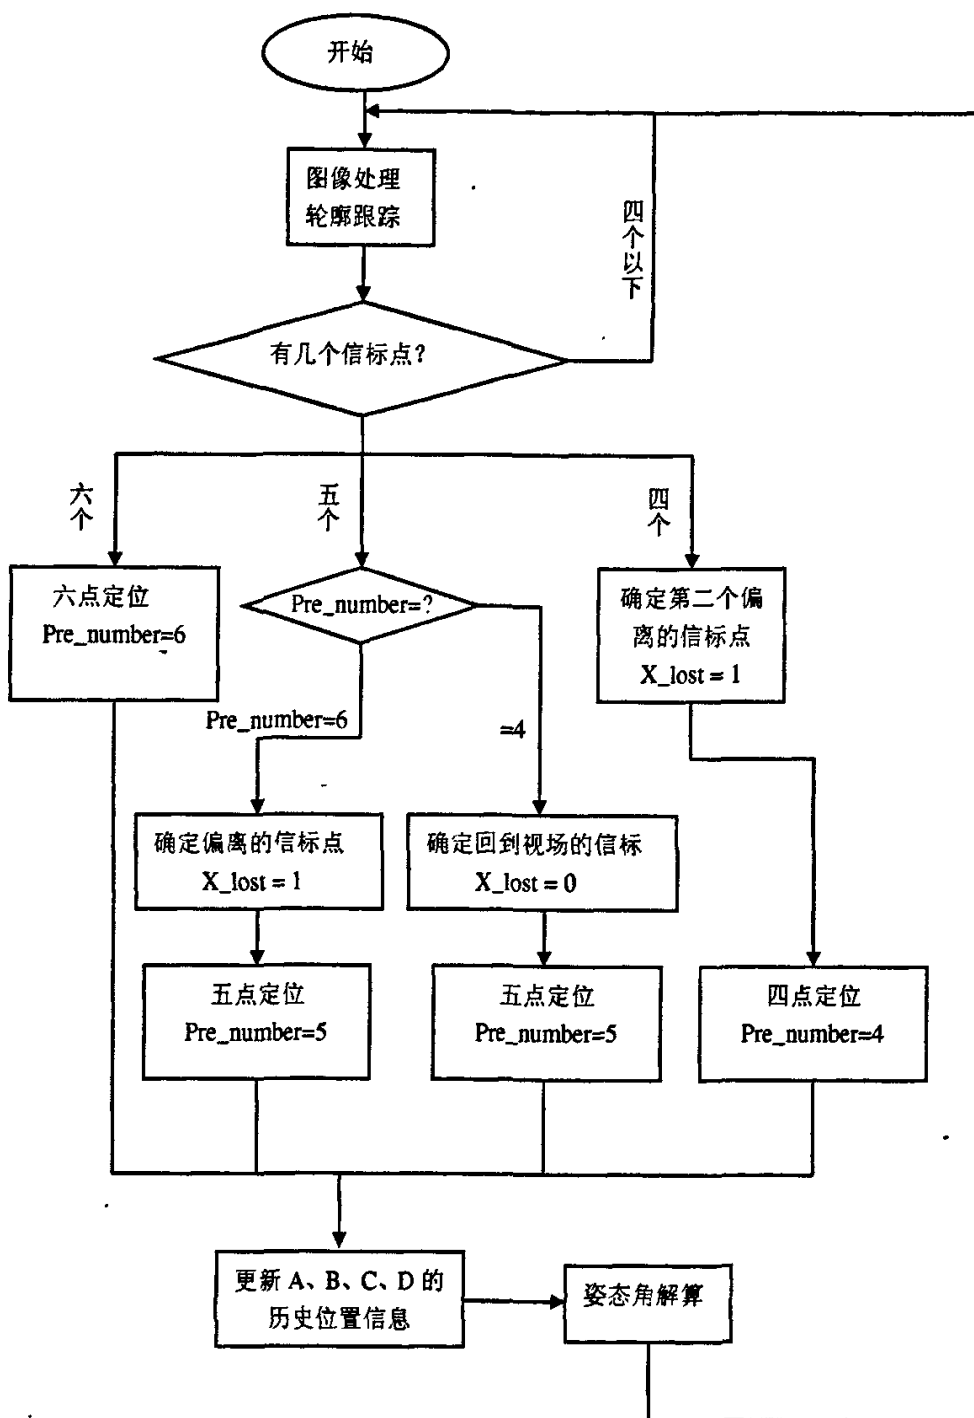 开始
图像处理
轮廓跟踪
四个以下
有几个信标点?
六个
五个
四个
六点定位
Pre_number=6
Pre_number=?
确定第二个偏
离的信标点
X_lost = 1
Pre_number=6
=4
确定偏离的信标点
X_lost = 1
确定回到视场的信标
X_lost = 0
五点定位
Pre_number=5
五点定位
Pre_number=5
四点定位
Pre_number=4
更新 A、B、C、D 的
历史位置信息
姿态角解算